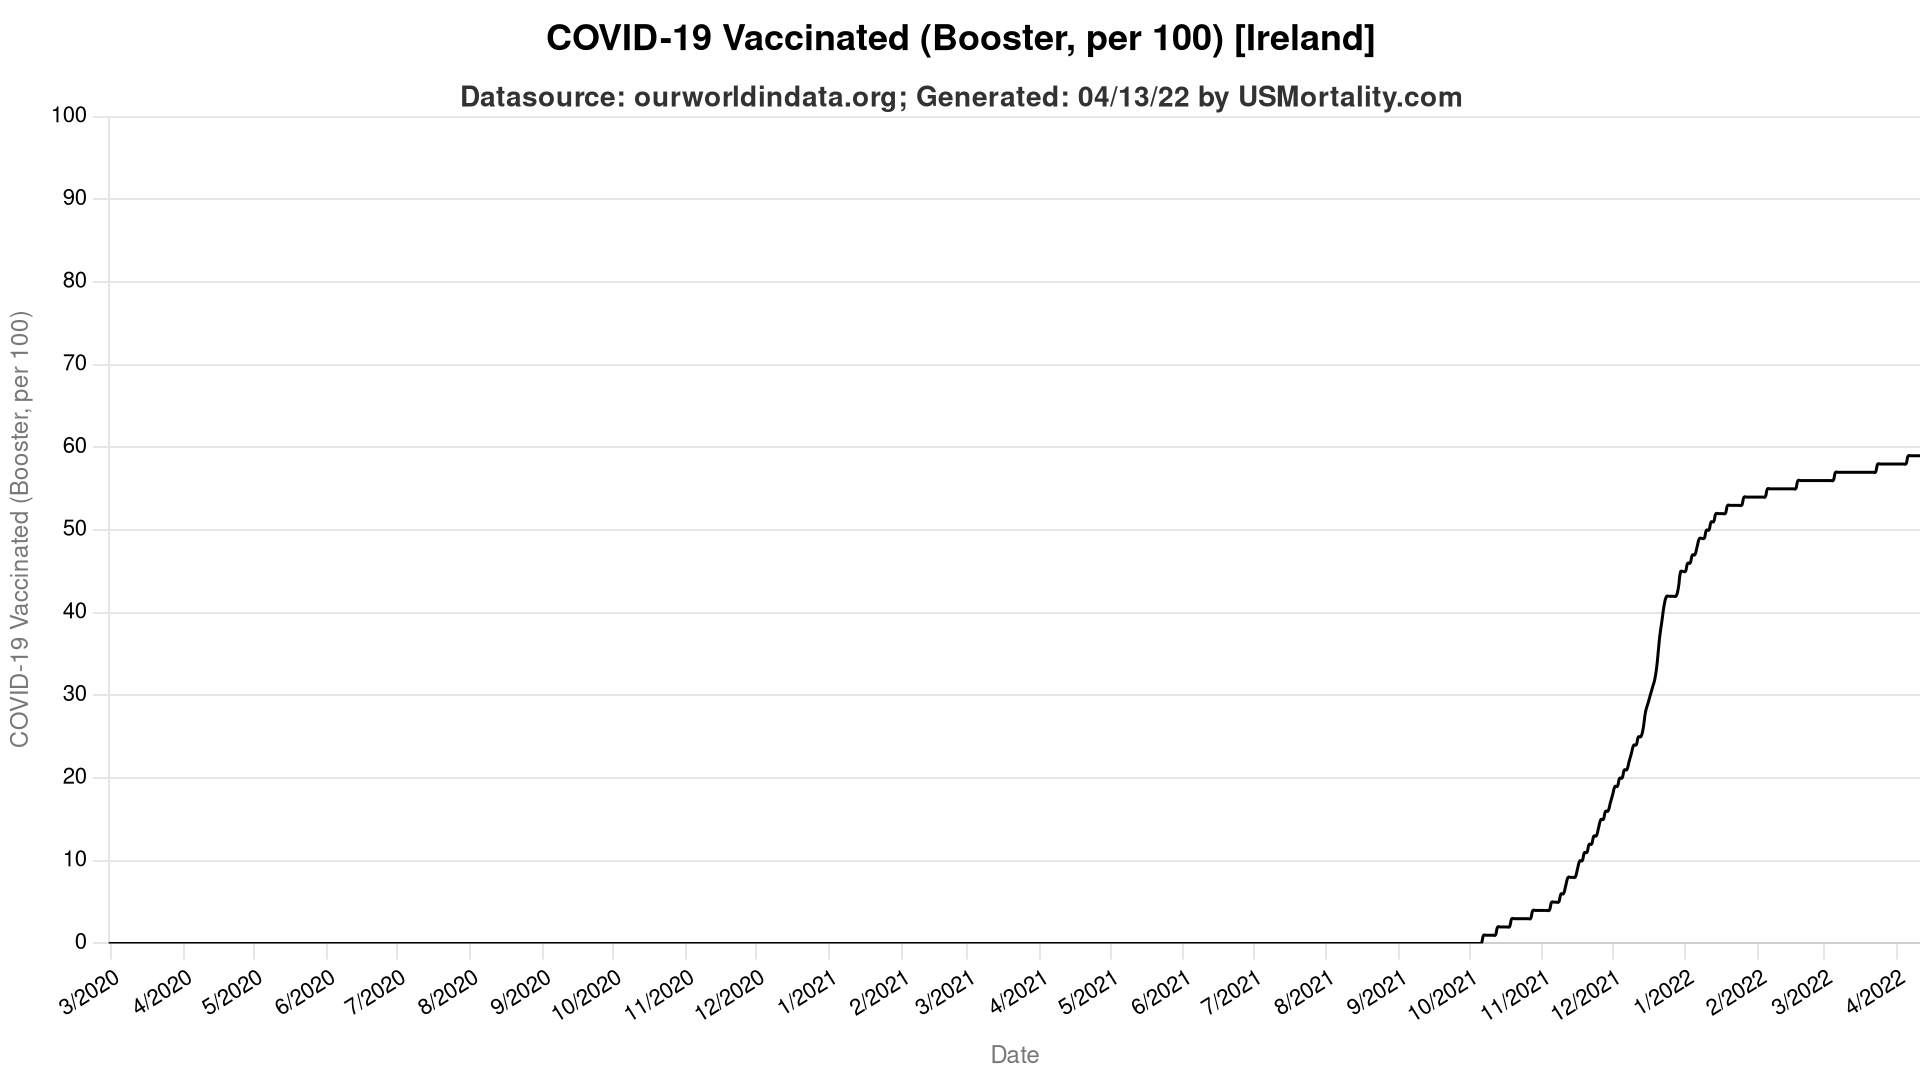 COVID-19 Vaccinated (Booster, per 100) [Ireland]
Datasource: ourworldindata.org; Generated: 04/13/22 by USMortality.com
COVID-19 Vaccinated (Booster, per 100)
100
90
80
70
60
50
40
30
20
10
0
3/2020 4/2020 5/2020 6/2020 7/2020 8/2020 9/2020 10/2020 11/2020 12/2020 1/2021 2/2021 3/2021 4/2021 5/2021 6/2021 7/2021 8/2021 9/2021 10/2021 11/2021 12/2021 1/2022 2/2022 3/2022 4/2022
Date